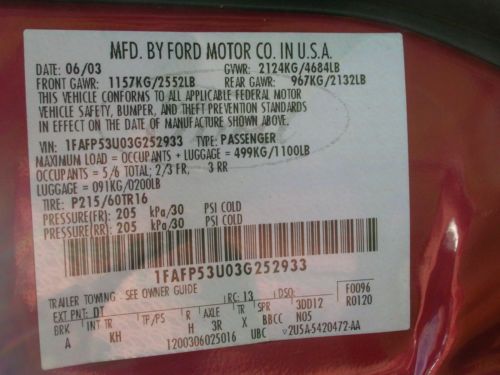 MFD. BY FORD MOTOR CO. IN U.S.A.
DATE: 06/03 GVWR: 2124KG/4684LB
FRONT GAWR: 1157KG/2552LB REAR GAWR: 967KG/2132LB
THIS VEHICLE CONFORMS TO ALL APPLICABLE FEDERAL MOTOR
VEHICLE SAFETY, BUMPER, AND THEFT PREVENTION STANDARDS
IN EFFECT ON THE DATE OF MANUFACTURE SHOWN ABOVE.
VIN: 1FAFP53U03G252933 TYPE: PASSENGER
MAXIMUM LOAD = OCCUPANTS + LUGGAGE = 499KG/1100LB
OCCUPANTS = 5/6 TOTAL; 2/3 FR, 3 RR
LUGGAGE = 091KG/0200LB
TIRE: P215/60TR16
PRESSURE(FR): 205 kPa/30 PSI COLD
PRESSURE(RR): 205 kPa/30 PSI COLD
1FAFP53U03G252933
TRAILER TOWING - SEE OWNER GUIDE
EXT PNT: DT RC: 13 DSO: F0096
BRK INT TR TP/PS R AXLE TR SPR 3DD12 R0120
A KH H 3R X BBCC N05
1200306025016 UBC V2U5A-5420472-AA